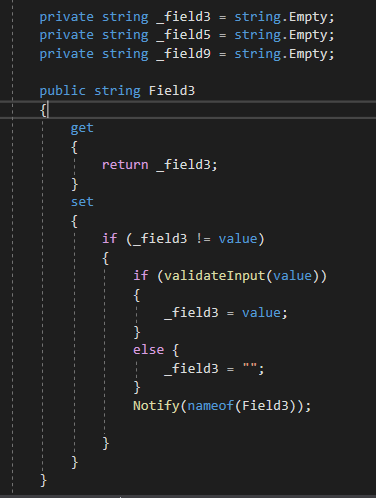 private string _field3 = string.Empty;
private string _field5 = string.Empty;
private string _field9 = string.Empty;
public string Field3
{
get
{
return _field3;
}
set
{
if (_field3 != value)
{
if (validateInput(value))
{
_field3 = value;
}
else {
_field3 = "";
}
Notify(nameof(Field3));
}
}
}